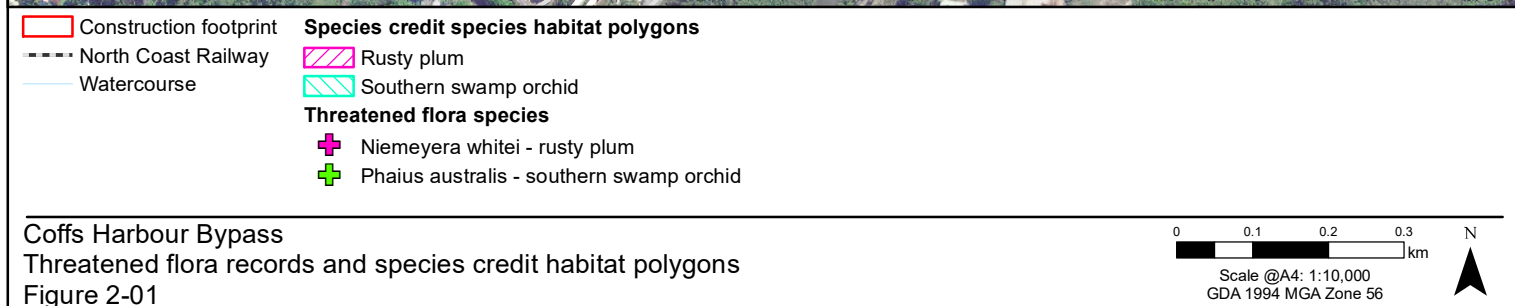 Construction footprint
North Coast Railway
Watercourse
Species credit species habitat polygons
Rusty plum
Southern swamp orchid
Threatened flora species
Niemeyera whitei - rusty plum
Phaius australis - southern swamp orchid
Coffs Harbour Bypass
Threatened flora records and species credit habitat polygons
Figure 2-01
0 0.1 0.2 0.3
km
Scale @A4: 1:10,000
GDA 1994 MGA Zone 56
N